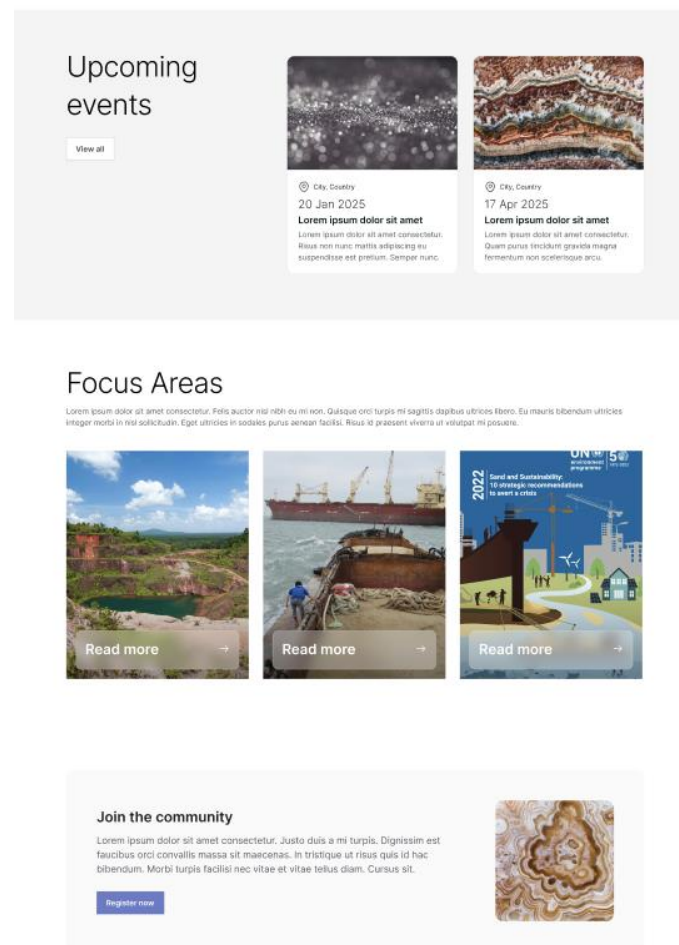 Upcoming
events
View all
City, Country
20 Jan 2025
Lorem ipsum dolor sit amet
Lorem ipsum dolor sit amet consectetur.
Risus non nunc mattis adipiscing eu
suspendisse est pretium. Semper nunc.
City, Country
17 Apr 2025
Lorem ipsum dolor sit amet
Lorem ipsum dolor sit amet consectetur.
Quam purus tincidunt gravida magna
fermentum non scelerisque arcu.
Focus Areas
Lorem ipsum dolor sit amet consectetur. Felis auctor nisl nibh eu mi non. Quisque orci turpis mi sagittis dapibus ultrices libero. Eu mauris bibendum ultricies
integer morbi in nisl sollicitudin. Eget ultricies in sodales purus aenean facilisi. Risus id praesent viverra ut volutpat mi posuere.
Read more
Read more
UN
environment
programme
50
2022
Sand and Sustainability:
10 strategic recommendations
to avert a crisis
Read more
Join the community
Lorem ipsum dolor sit amet consectetur. Justo duis a mi turpis. Dignissim est
faucibus orci convallis massa sit maecenas. In tristique ut risus quis id hac
bibendum. Morbi turpis facilisi nec vitae et vitae tellus diam. Cursus sit.
Register now